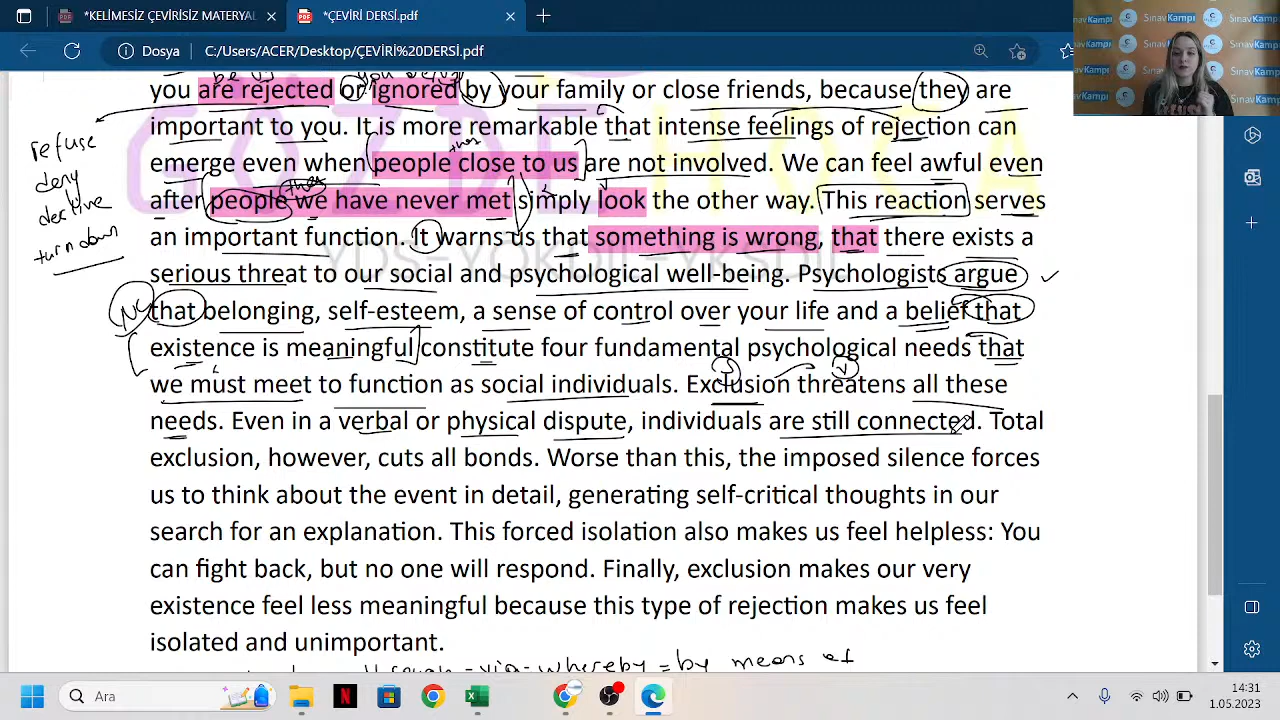 *KELİMESİZ ÇEVİRİSİZ MATERYAL
*ÇEVİRİ DERSİ.pdf
Dosya
C:/Users/ACER/Desktop/ÇEVİRİ%20DERSİ.pdf
SınavKampı
you are rejected or ignored by your family or close friends, because they are
important to you. It is more remarkable that intense feelings of rejection can
emerge even when people close to us are not involved. We can feel awful even
after people we have never met simply look the other way. This reaction serves
an important function. It warns us that something is wrong, that there exists a
serious threat to our social and psychological well-being. Psychologists argue
that belonging, self-esteem, a sense of control over your life and a belief that
existence is meaningful constitute four fundamental psychological needs that
we must meet to function as social individuals. Exclusion threatens all these
needs. Even in a verbal or physical dispute, individuals are still connected. Total
exclusion, however, cuts all bonds. Worse than this, the imposed silence forces
us to think about the event in detail, generating self-critical thoughts in our
search for an explanation. This forced isolation also makes us feel helpless: You
can fight back, but no one will respond. Finally, exclusion makes our very
existence feel less meaningful because this type of rejection makes us feel
isolated and unimportant.
refuse
deny
decline
turn down
NC
through = via = whereby = by means of
GÖZDE HOCA
YDS-YÖKDİL-YKSDİL
Ara
14:31
1.05.2023